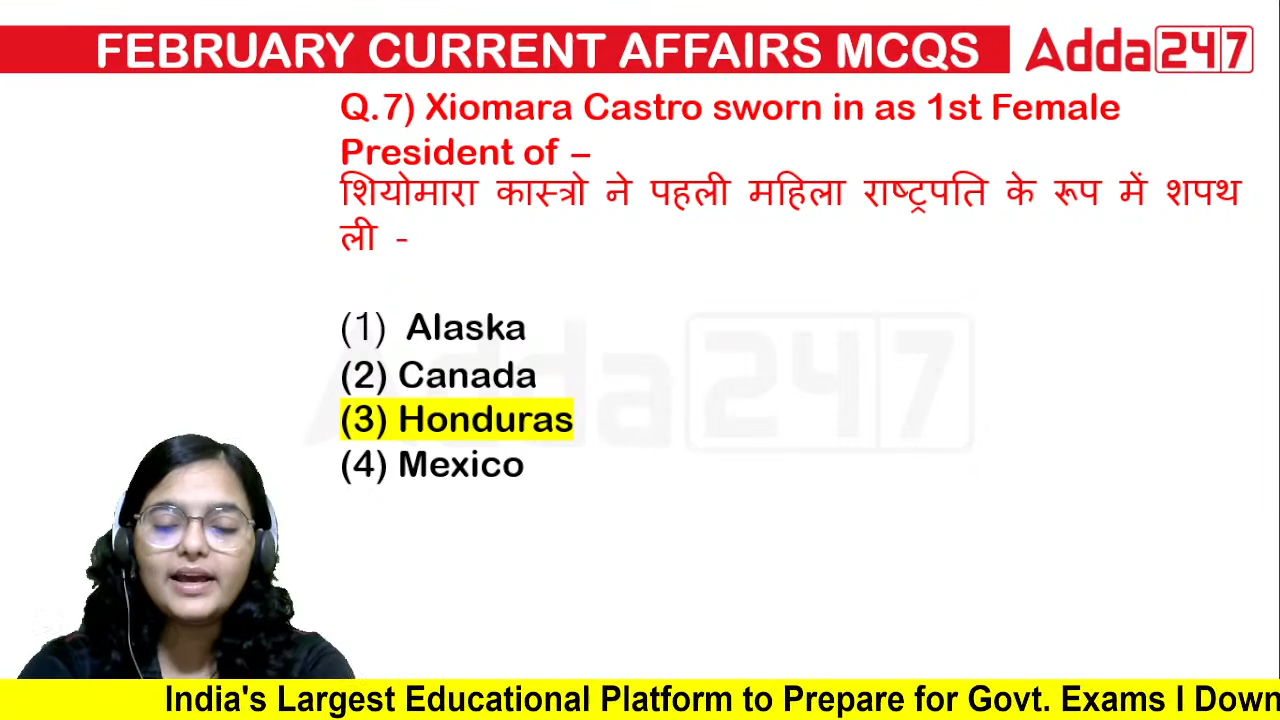 FEBRUARY CURRENT AFFAIRS MCQS
Adda247
Q.7) Xiomara Castro sworn in as 1st Female
President of –
शियोमारा कास्त्रो ने पहली महिला राष्ट्रपति के रूप में शपथ
ली -
(1) Alaska
(2) Canada
(3) Honduras
(4) Mexico
Adda247
India's Largest Educational Platform to Prepare for Govt. Exams I Down